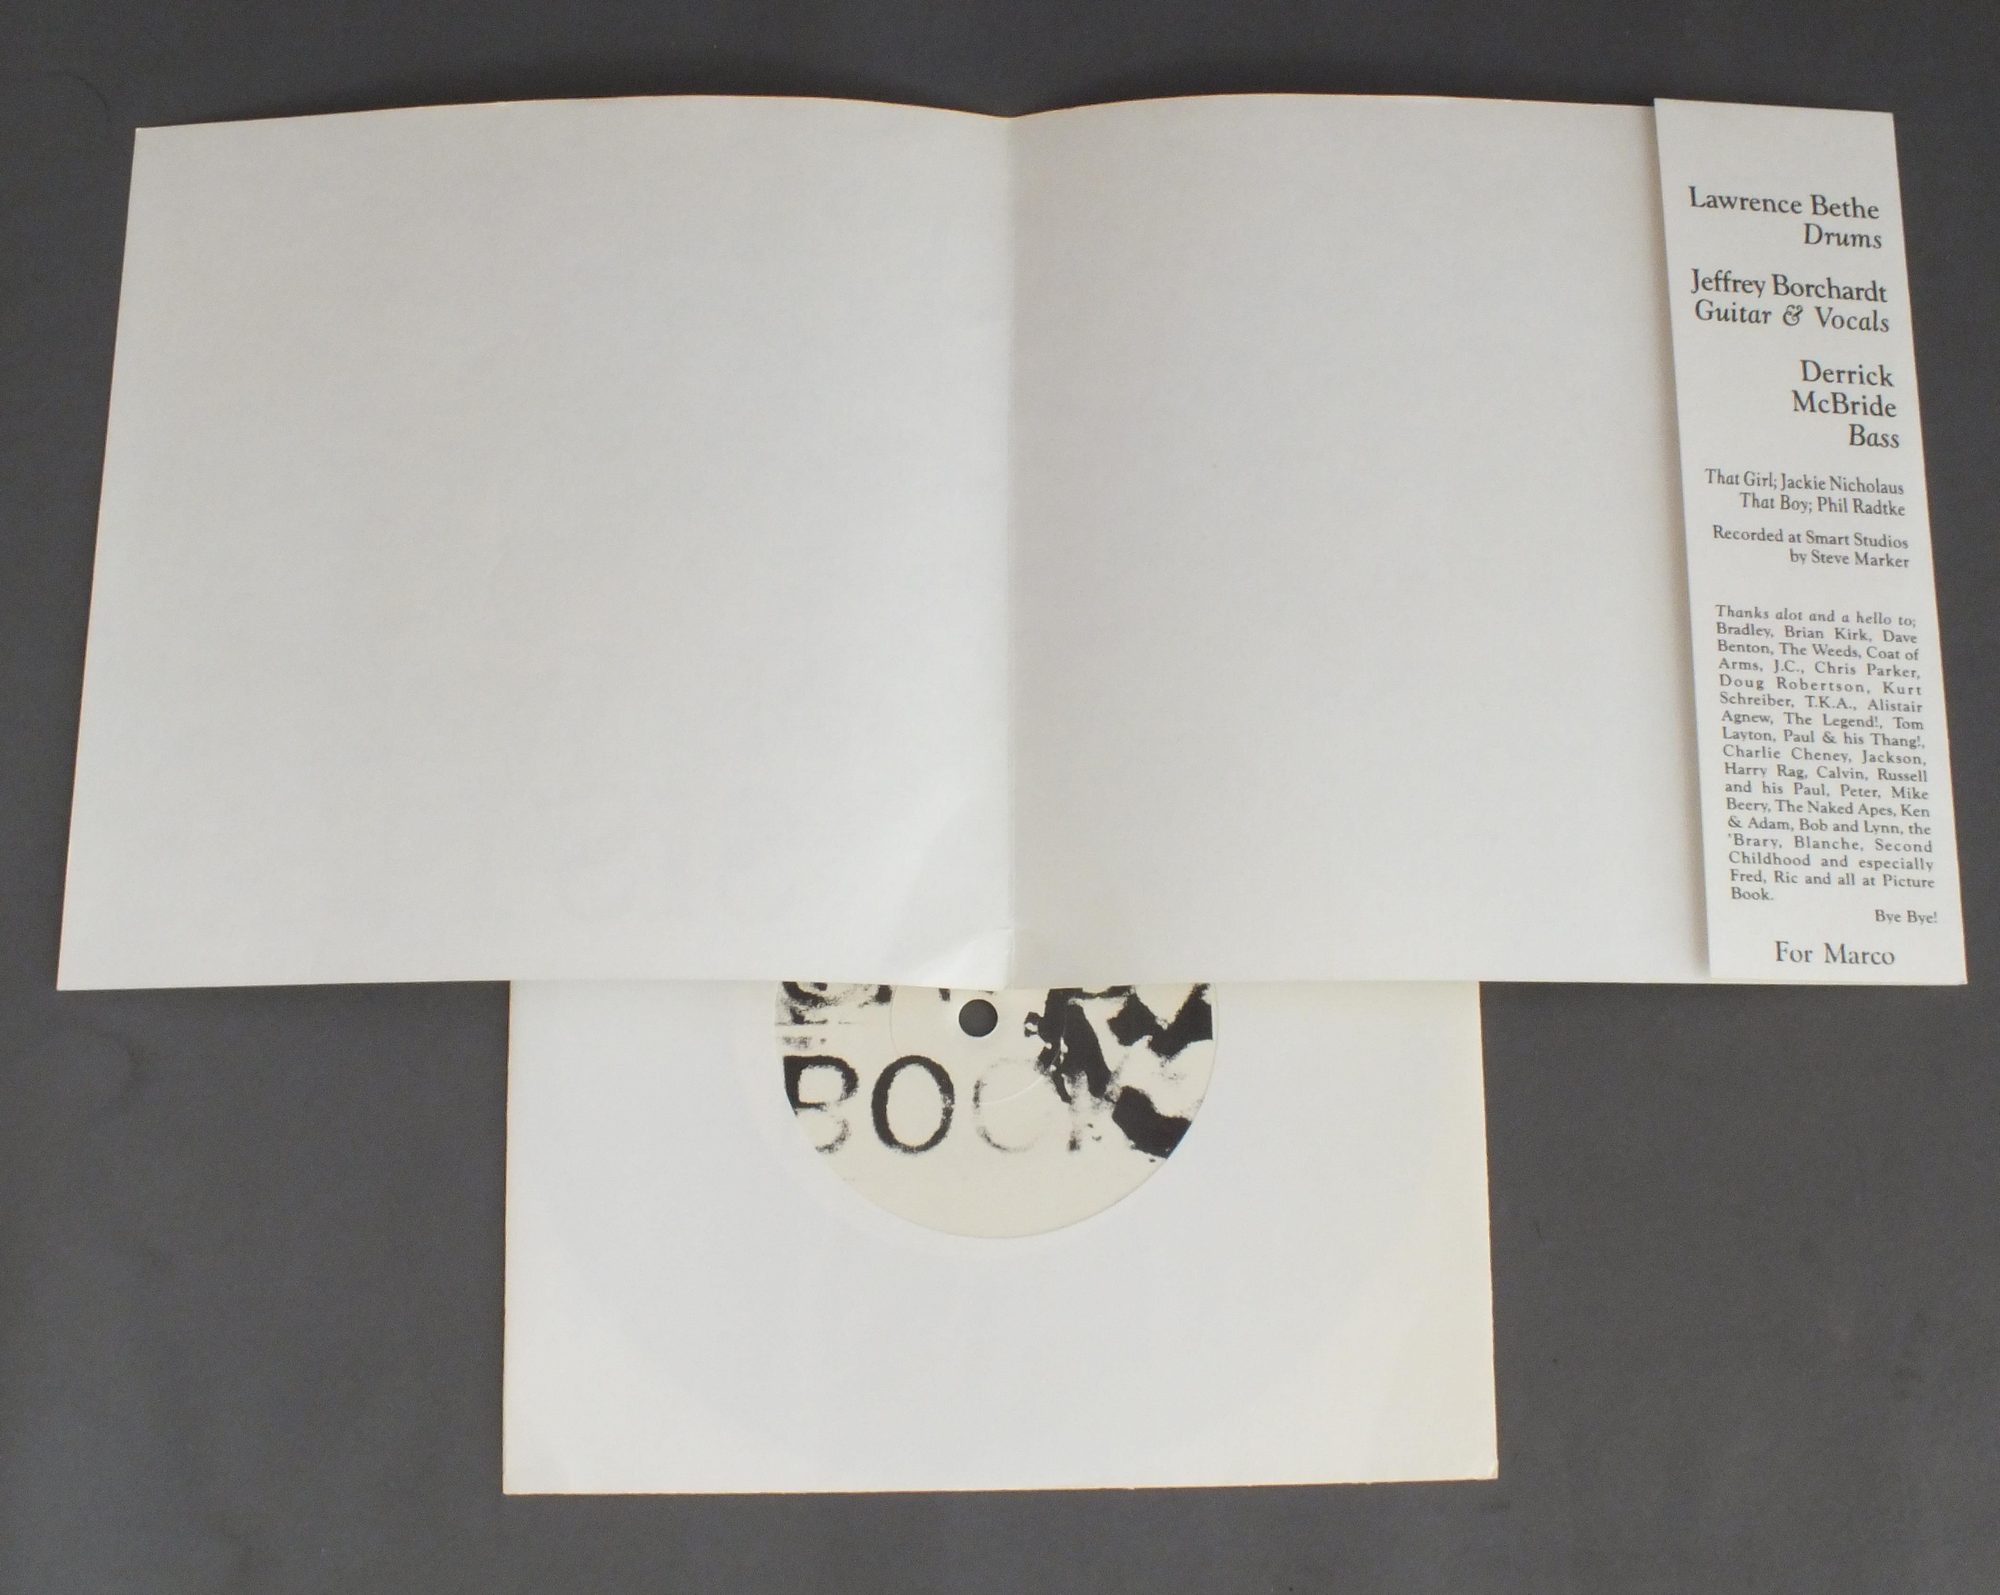 Lawrence Bethe
Drums
Jeffrey Borchardt
Guitar & Vocals
Derrick
McBride
Bass
That Girl; Jackie Nicholaus
That Boy; Phil Radtke
Recorded at Smart Studios
by Steve Marker
Thanks alot and a hello to;
Bradley, Brian Kirk, Dave
Benton, The Weeds, Coat of
Arms, J.C., Chris Parker,
Doug Robertson, Kurt
Schreiber, T.K.A., Alistair
Agnew, The Legend!, Tom
Layton, Paul & his Thang!,
Charlie Cheney, Jackson,
Harry Rag, Calvin, Russell
and his Paul, Peter, Mike
Beery, The Naked Apes, Ken
& Adam, Bob and Lynn, the
'Brary, Blanche, Second
Childhood and especially
Fred, Ric and all at Picture
Book.
Bye Bye!
For Marco
BOOK